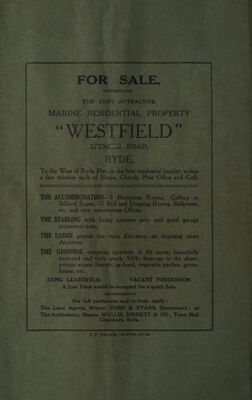 FOR SALE,
THE VERY ATTRACTIVE
MARINE RESIDENTIAL PROPERTY
"WESTFIELD"
SPENCER ROAD,
RYDE.
To the West of Ryde Pier, in the best residential locality, within
a few minutes walk of Shops, Church, Post Office and Golf.
THE ACCOMMODATION—5 Reception Rooms, Gallery or
Billiard Room, 17 Bed and Dressing Rooms, Bathroom,
etc. and very convenient Offices.
THE STABLING with living quarters over and good garage
accommodation.
THE LODGE guards the main Entrance, an imposing stone
Archway.
THE GROUNDS comprise upwards of 6½ acres, beautifully
timbered and with nearly 500ft. frontage to the shore,
private access thereto, orchard, vegetable garden, green-
houses, etc.
LONG LEASEHOLD. VACANT POSSESSION
A Low Price would be accepted for a quick Sale.
For full particulars and to treat, apply:
The Land Agents, Messrs. BURD & EVANS, Shrewsbury; or
The Auctioneers, Messrs. WALLIS, RIDDETT & CO., Town Hall
Chambers, Ryde.